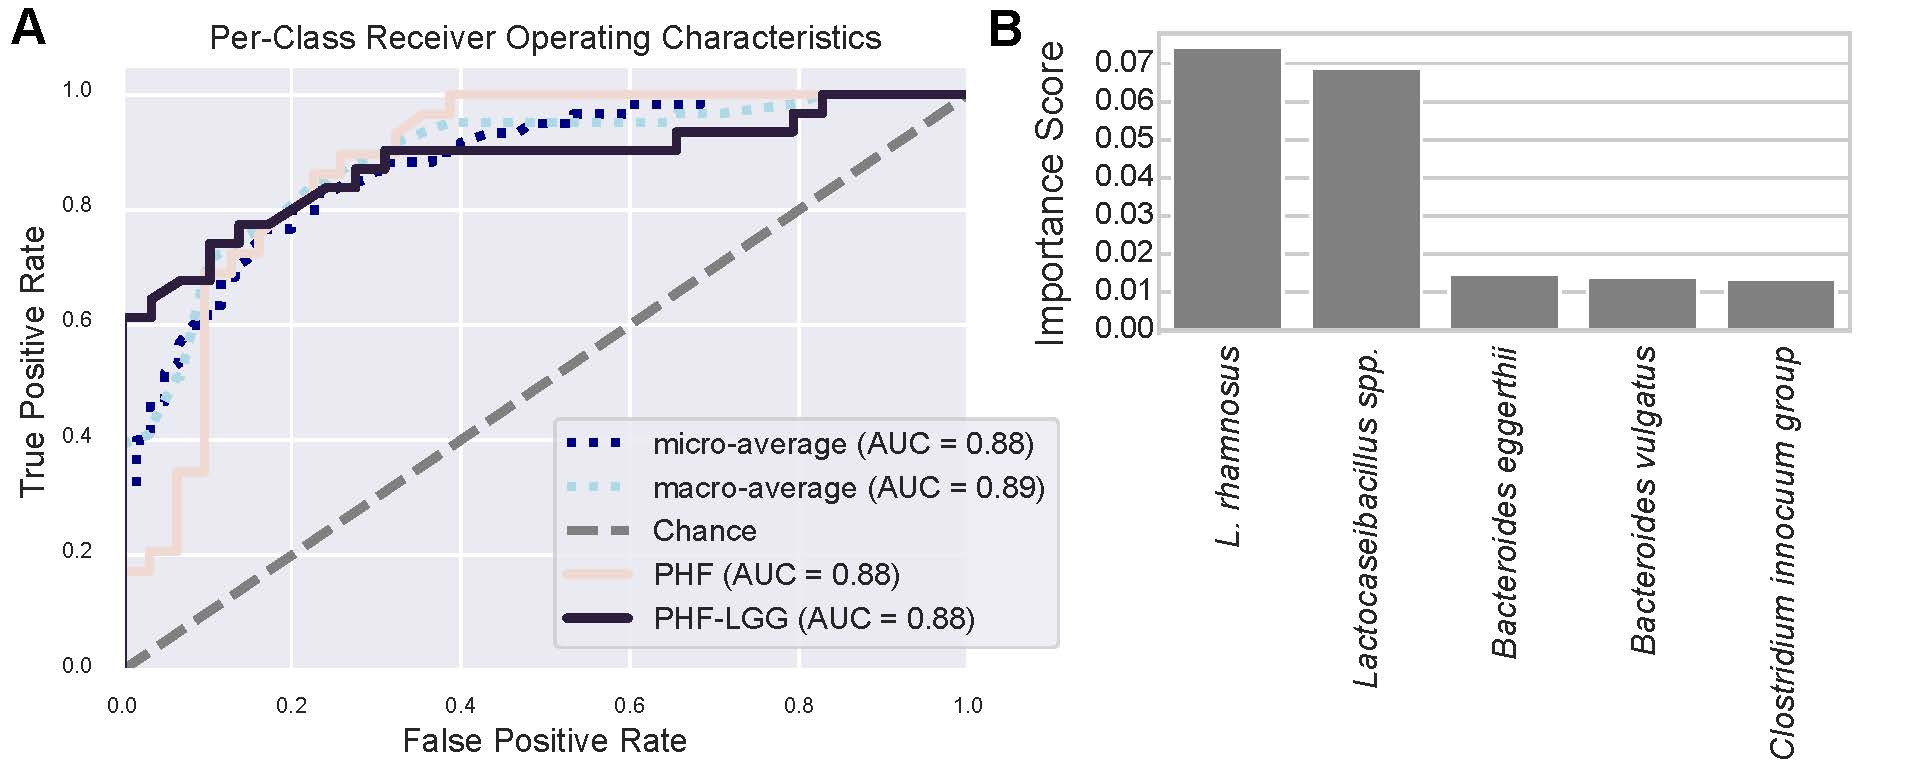 A
Per-Class Receiver Operating Characteristics
True Positive Rate
1.0
0.8
0.6
0.4
0.2
0.0
0.0 0.2 0.4 0.6 0.8 1.0
False Positive Rate
micro-average (AUC = 0.88)
macro-average (AUC = 0.89)
Chance
PHF (AUC = 0.88)
PHF-LGG (AUC = 0.88)
B
Importance Score
0.07
0.06
0.05
0.04
0.03
0.02
0.01
0.00
L. rhamnosus
Lactocaseibacillus spp.
Bacteroides eggerthii
Bacteroides vulgatus
Clostridium innocuum group